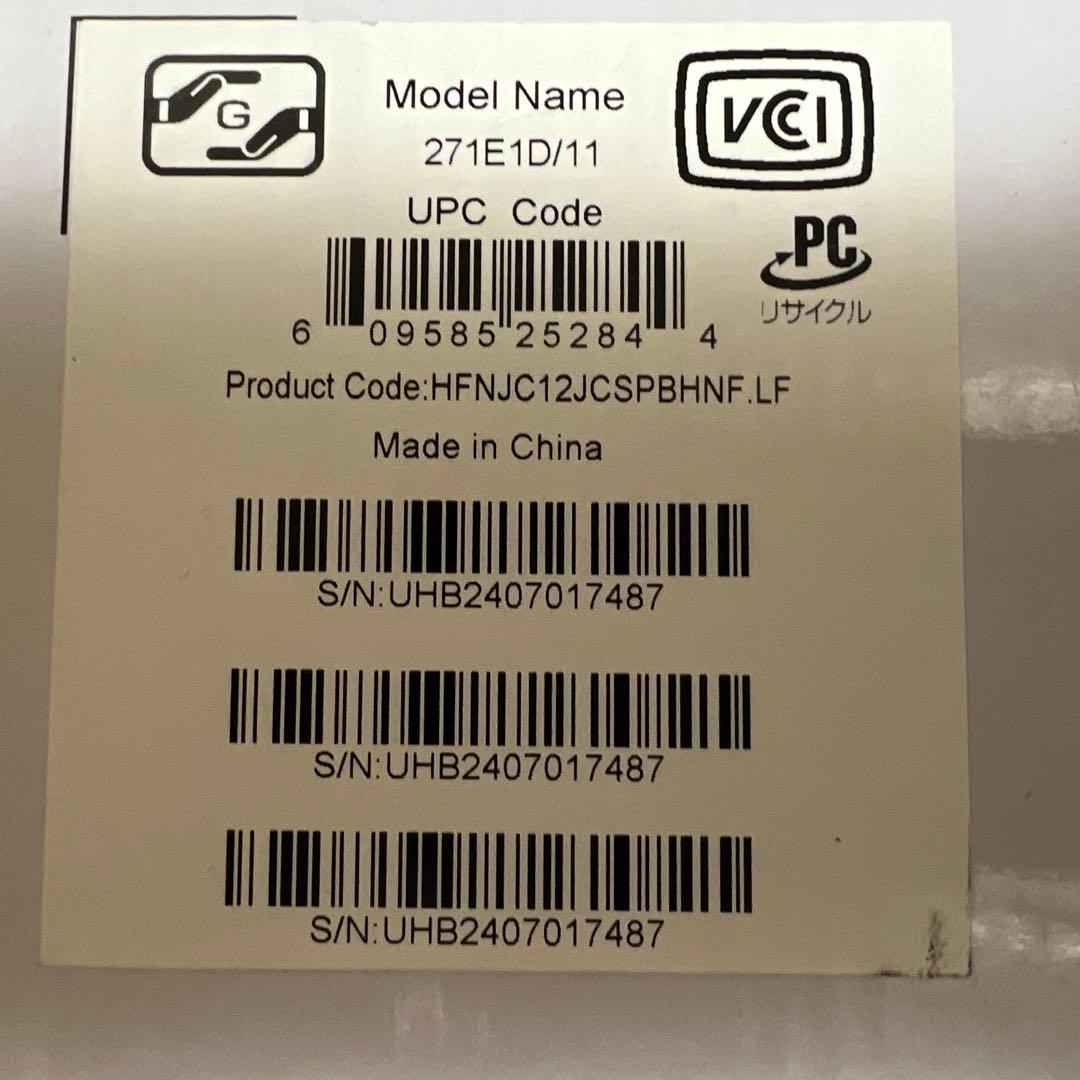 G
Model Name
VCCI
271E1D/11
UPC Code
PC
リサイクル
6 09585 25284 4
Product Code:HFNJC12JCSPBHNF.LF
Made in China
S/N:UHB2407017487
S/N:UHB2407017487
S/N:UHB2407017487